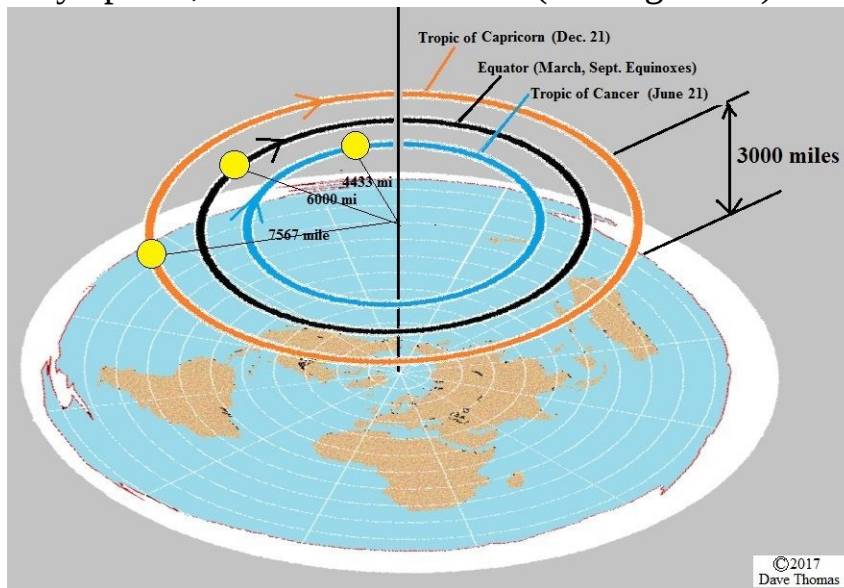 Tropic of Capricorn (Dec. 21)
Equator (March, Sept. Equinoxes)
Tropic of Cancer (June 21)
3000 miles
4433 mi
6000 mi
7567 mile
©2017
Dave Thomas